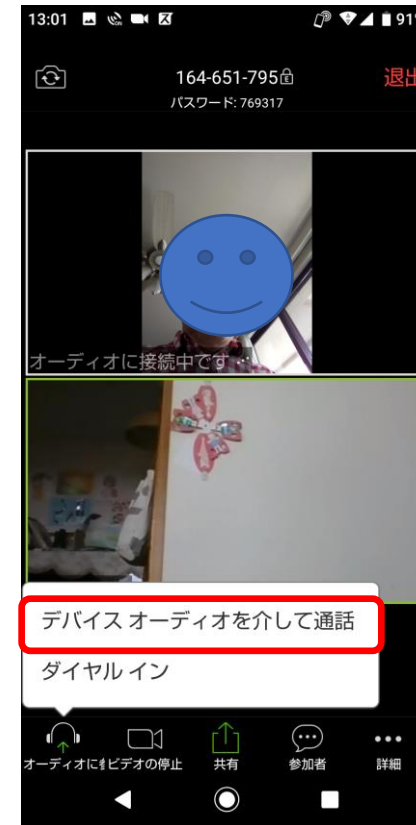 13:01
91
164-651-795
退出
パスワード: 769317
オーディオに接続中です
デバイス オーディオを介して通話
ダイヤル イン
オーディオに
ビデオの停止
共有
参加者
詳細